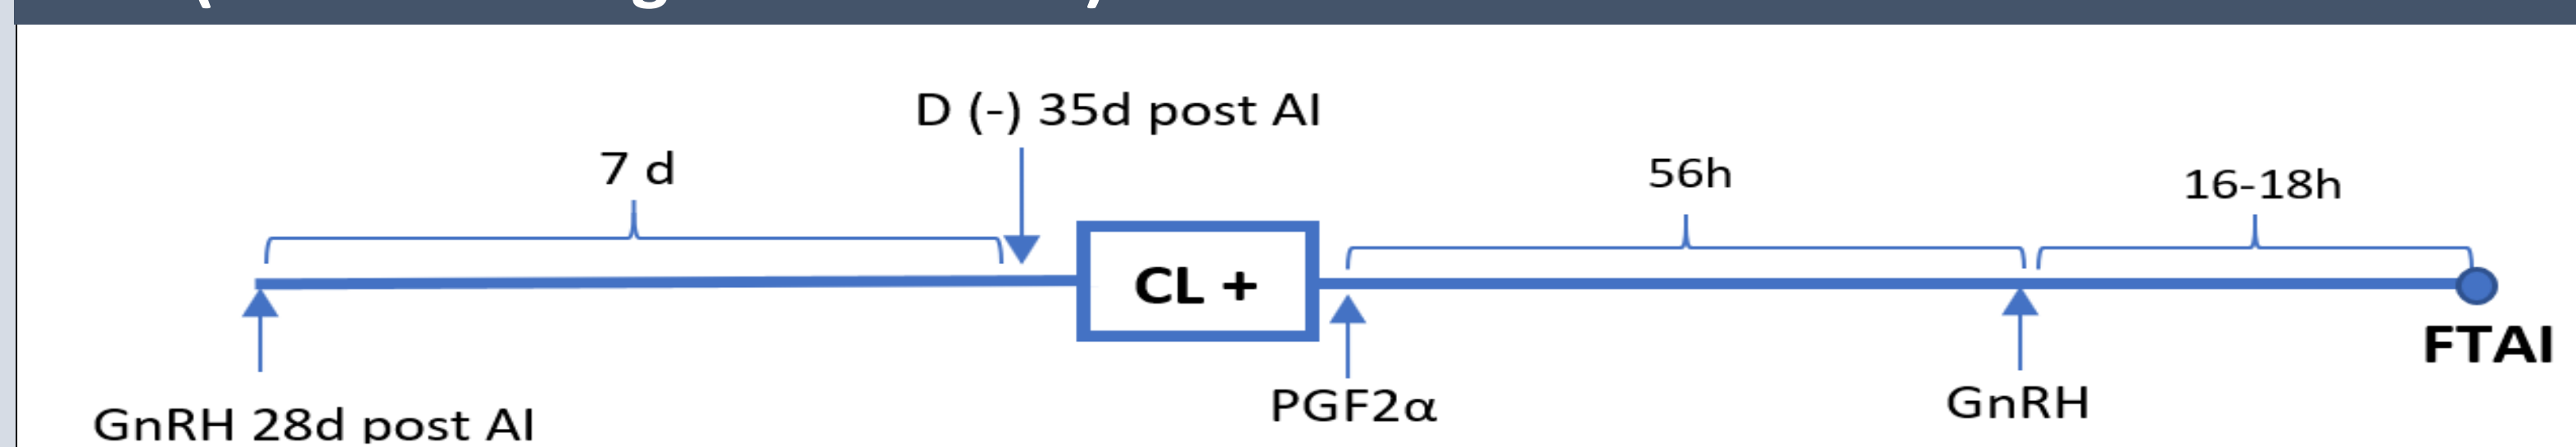 D (-) 35d post AI
7 d
56h
16-18h
CL +
FTAI
PGF2α
GnRH
GnRH 28d post AI